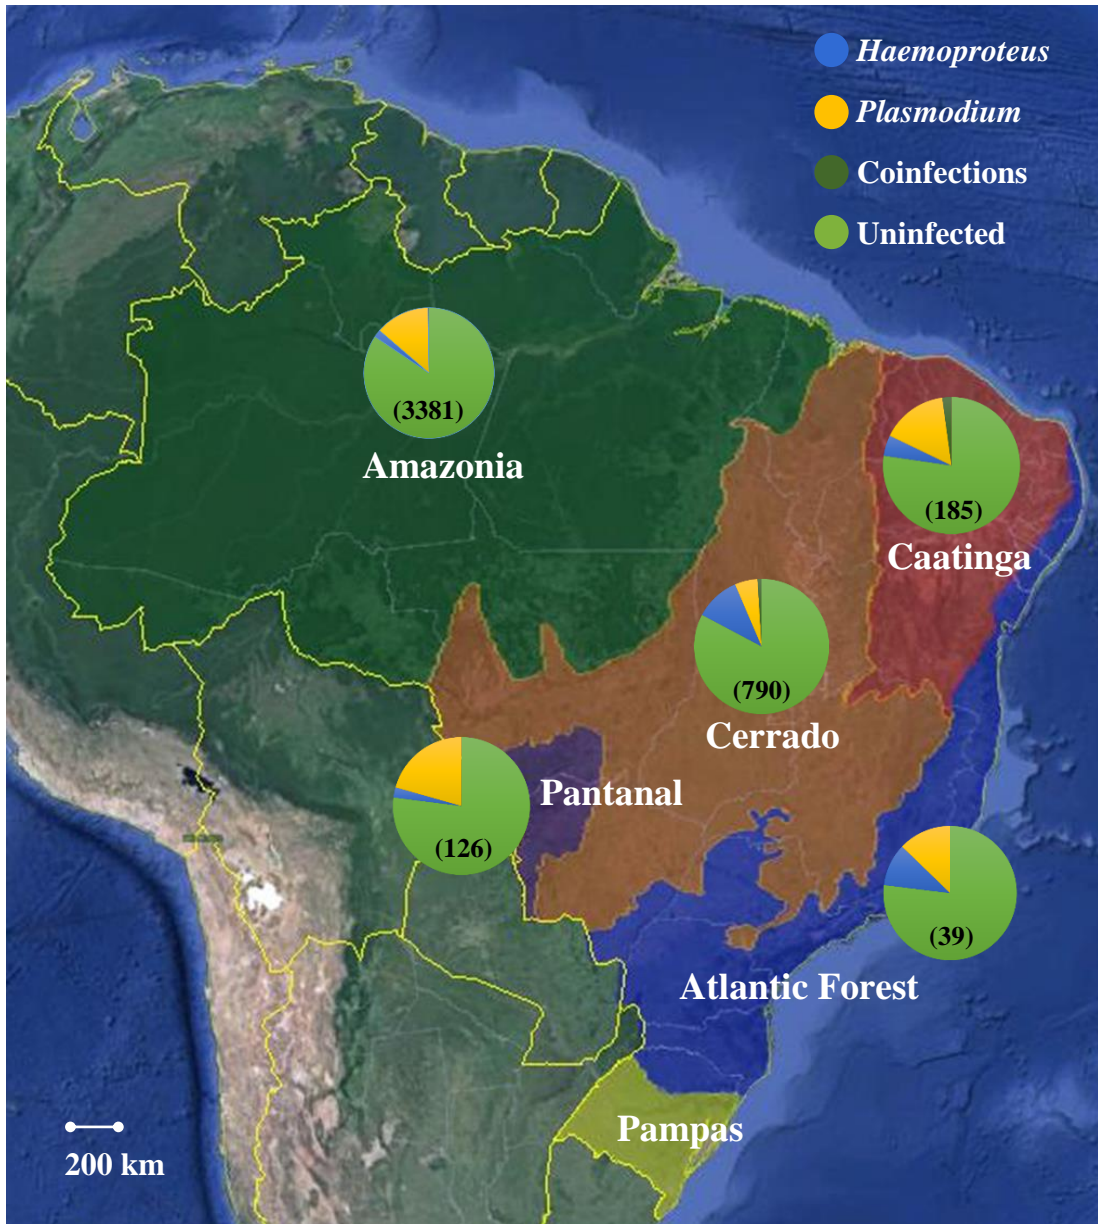 Haemoproteus
Plasmodium
Coinfections
Uninfected
(3381)
Amazonia
(185)
Caatinga
(790)
Cerrado
Pantanal
(126)
(39)
Atlantic Forest
Pampas
200 km